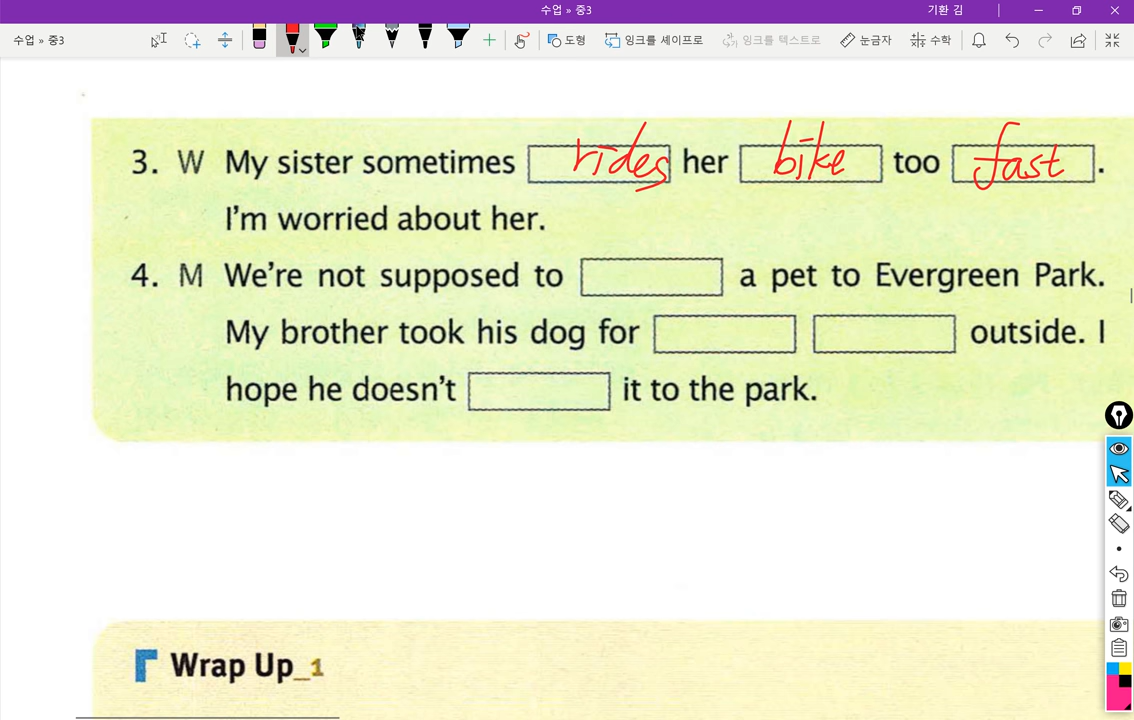 수업 » 중3
기환 김
수업 » 중3
도형
잉크를 셰이프로
잉크를 텍스트로
눈금자
수학
3. W My sister sometimes rides her bike too fast.
I'm worried about her.
4. M We're not supposed to a pet to Evergreen Park.
My brother took his dog for outside. I
hope he doesn't it to the park.
Wrap Up_1